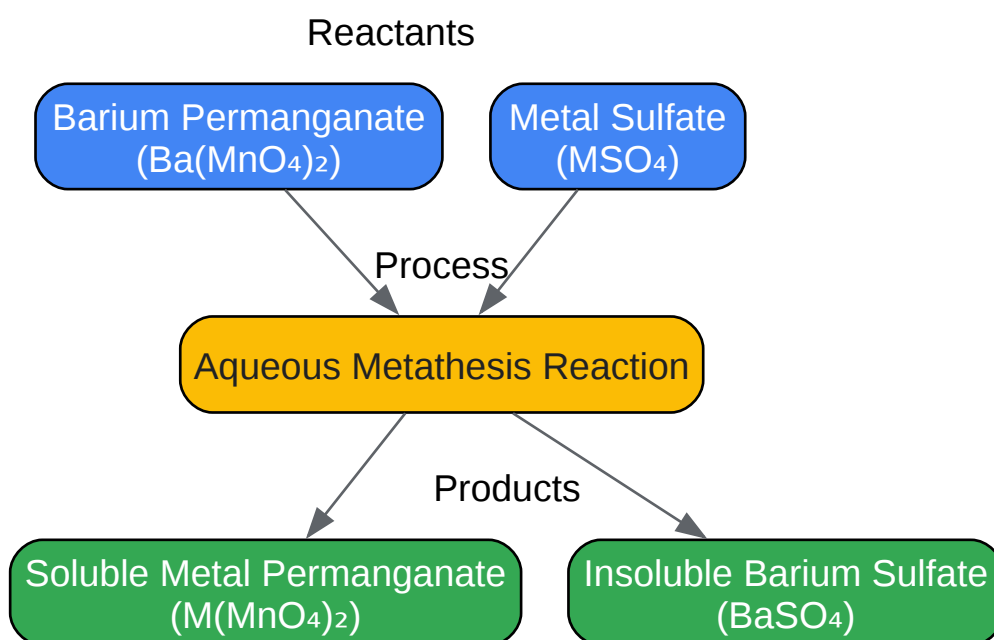 Reactants
Barium Permanganate
(Ba(MnO₄)₂)
Metal Sulfate
(MSO₄)
Process
Aqueous Metathesis Reaction
Products
Soluble Metal Permanganate
(M(MnO₄)₂)
Insoluble Barium Sulfate
(BaSO₄)